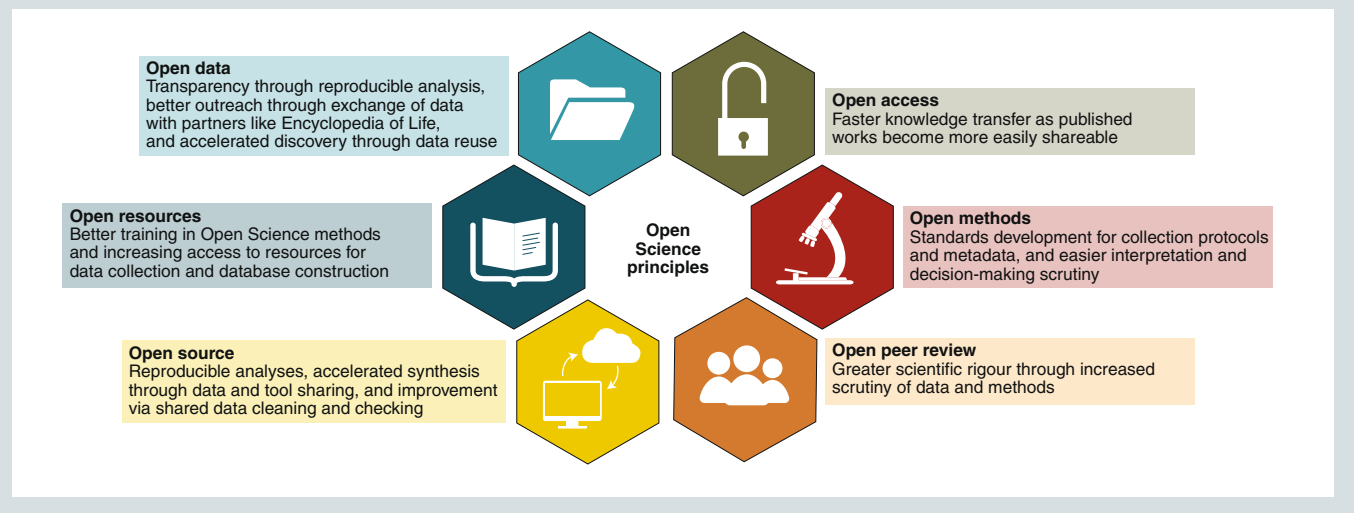 Open data
Transparency through reproducible analysis,
better outreach through exchange of data
with partners like Encyclopedia of Life,
and accelerated discovery through data reuse
Open access
Faster knowledge transfer as published
works become more easily shareable
Open resources
Better training in Open Science methods
and increasing access to resources for
data collection and database construction
Open
Science
principles
Open methods
Standards development for collection protocols
and metadata, and easier interpretation and
decision-making scrutiny
Open source
Reproducible analyses, accelerated synthesis
through data and tool sharing, and improvement
via shared data cleaning and checking
Open peer review
Greater scientific rigour through increased
scrutiny of data and methods